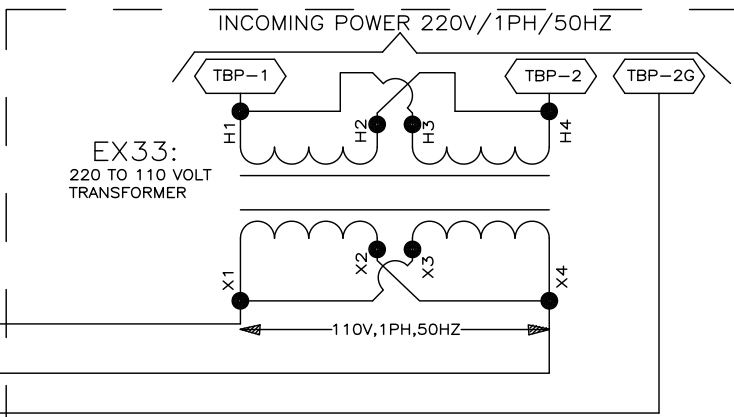 INCOMING POWER 220V/1PH/50HZ
TBP-1
TBP-2
TBP-2G
H1
H2
H3
H4
EX33:
220 TO 110 VOLT
TRANSFORMER
X1
X2
X3
X4
110V,1PH,50HZ